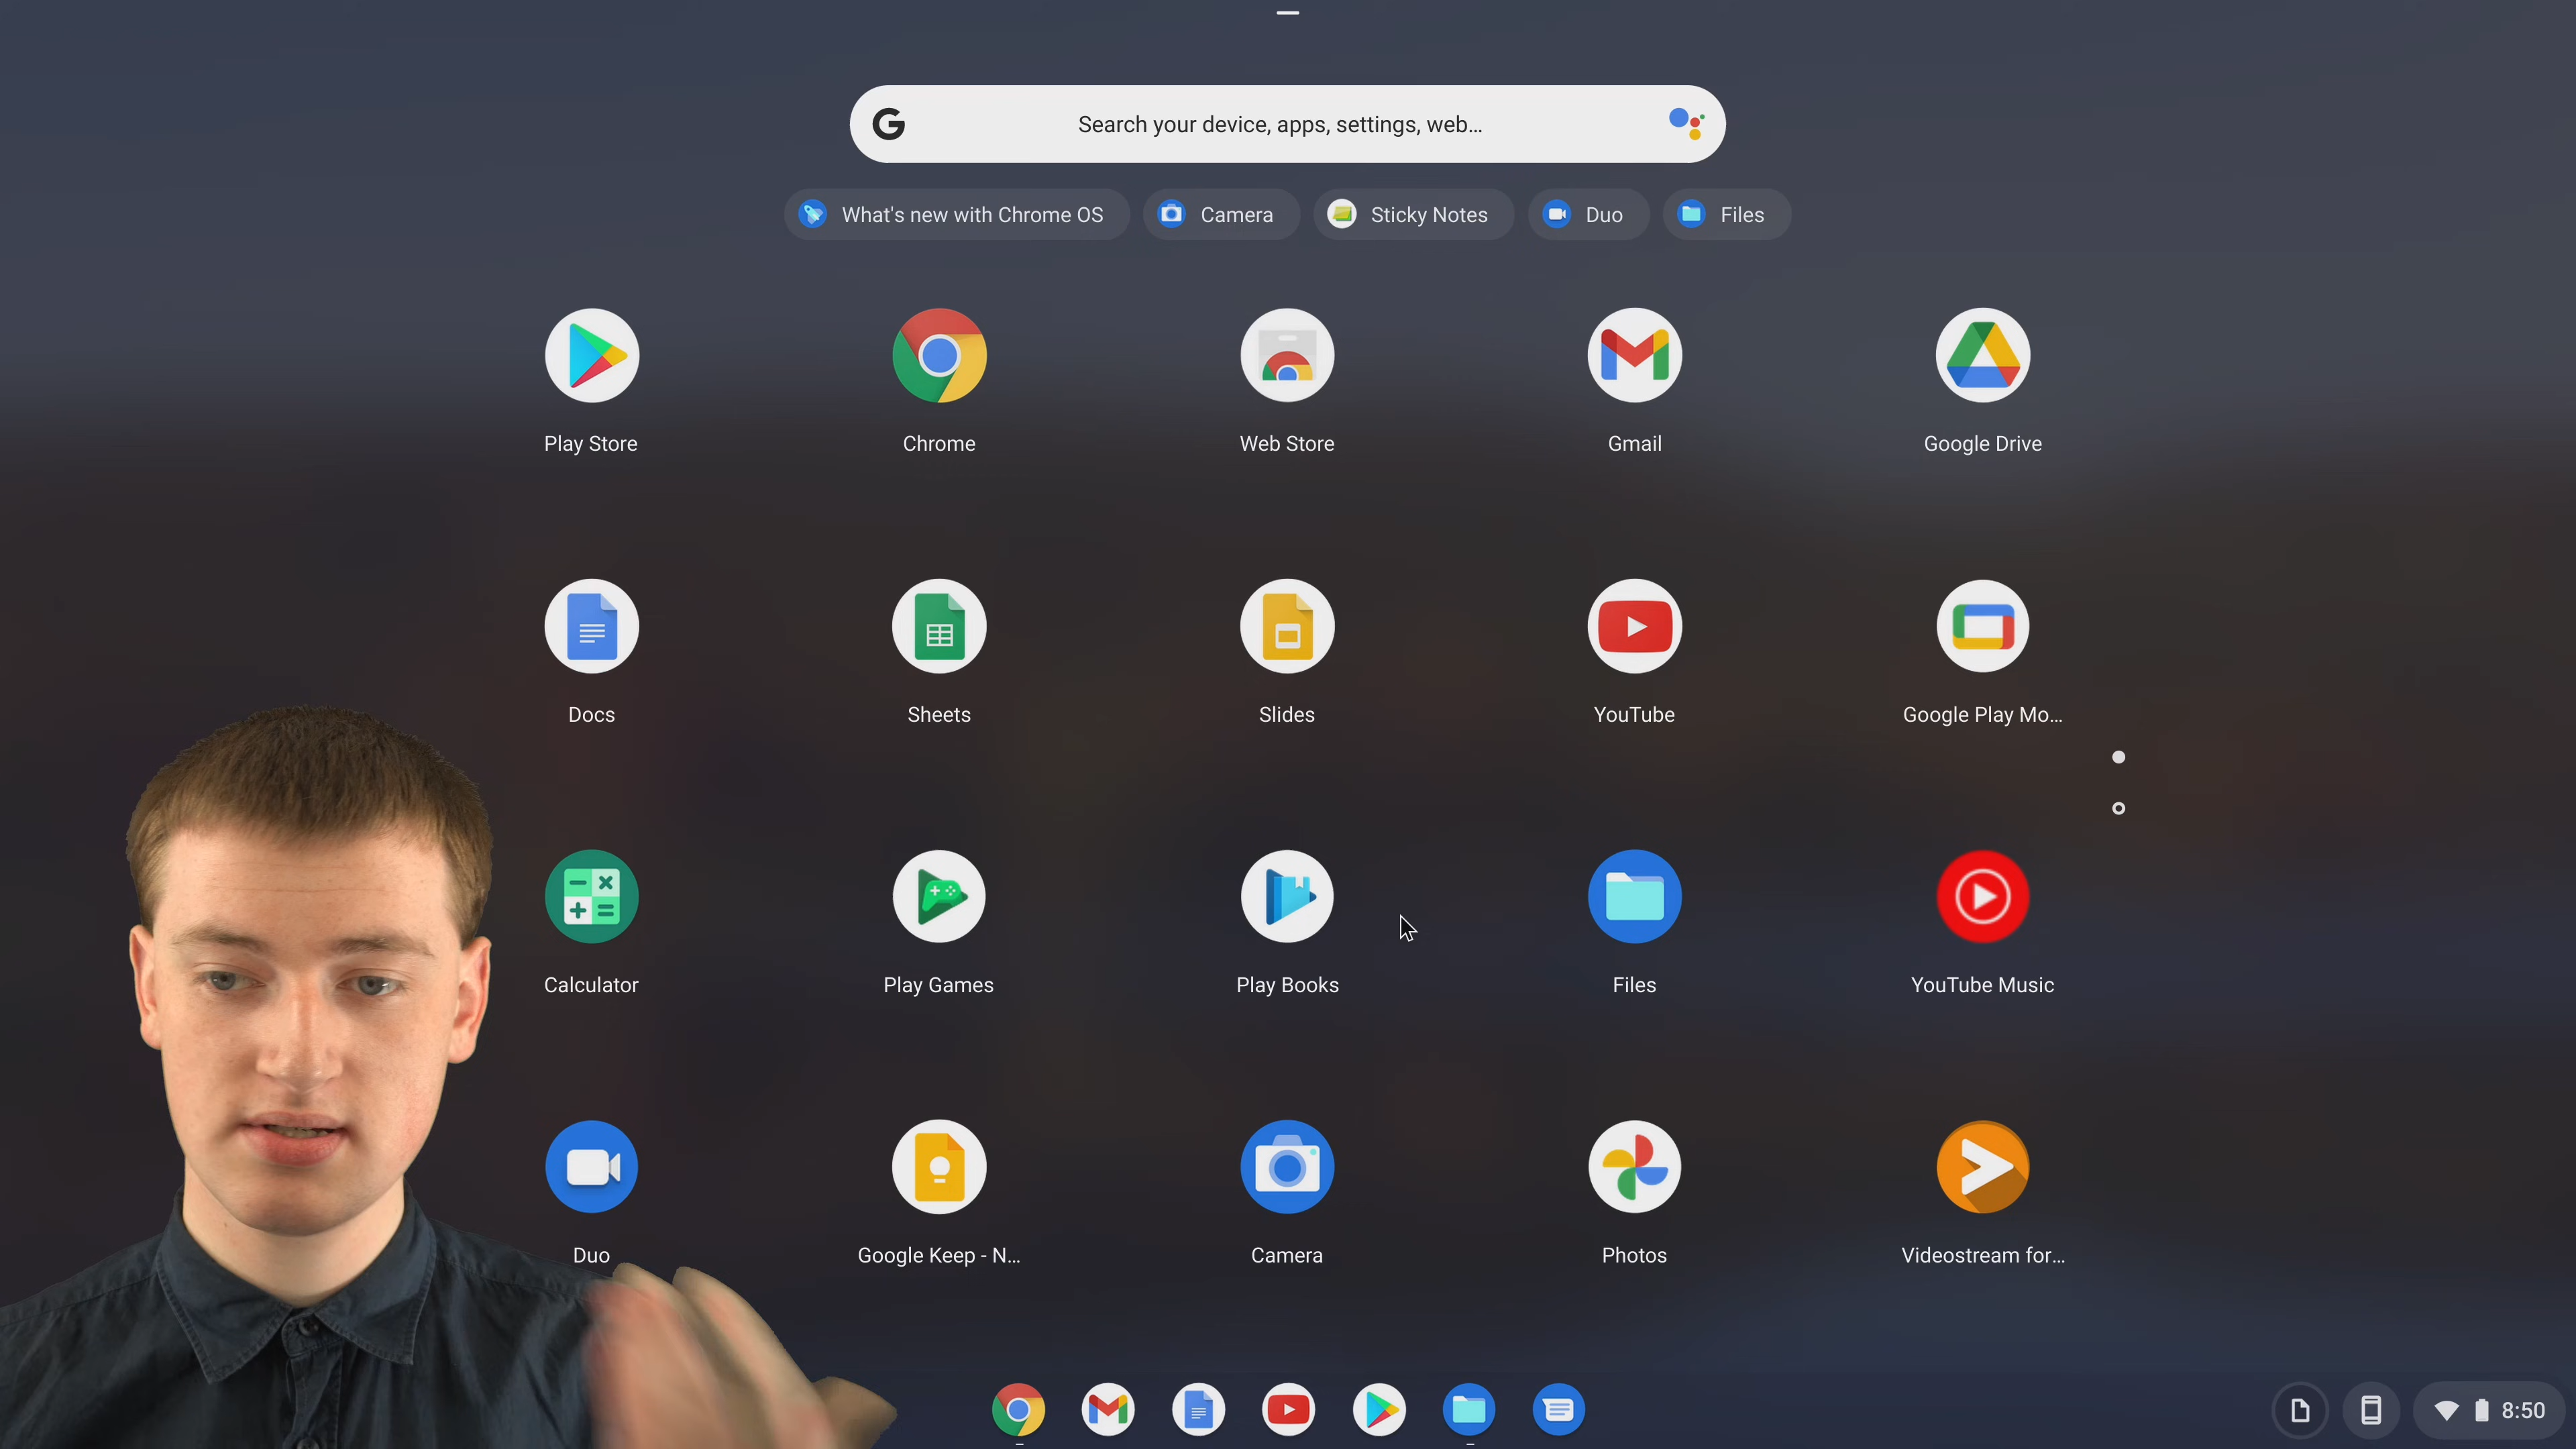 Search your device, apps, settings, web...
What's new with Chrome OS
Camera
Sticky Notes
Duo
Files
Play Store
Chrome
Web Store
Gmail
Google Drive
Docs
Sheets
Slides
YouTube
Google Play Mo...
Calculator
Play Games
Play Books
Files
YouTube Music
Duo
Google Keep - N...
Camera
Photos
Videostream for...
8:50